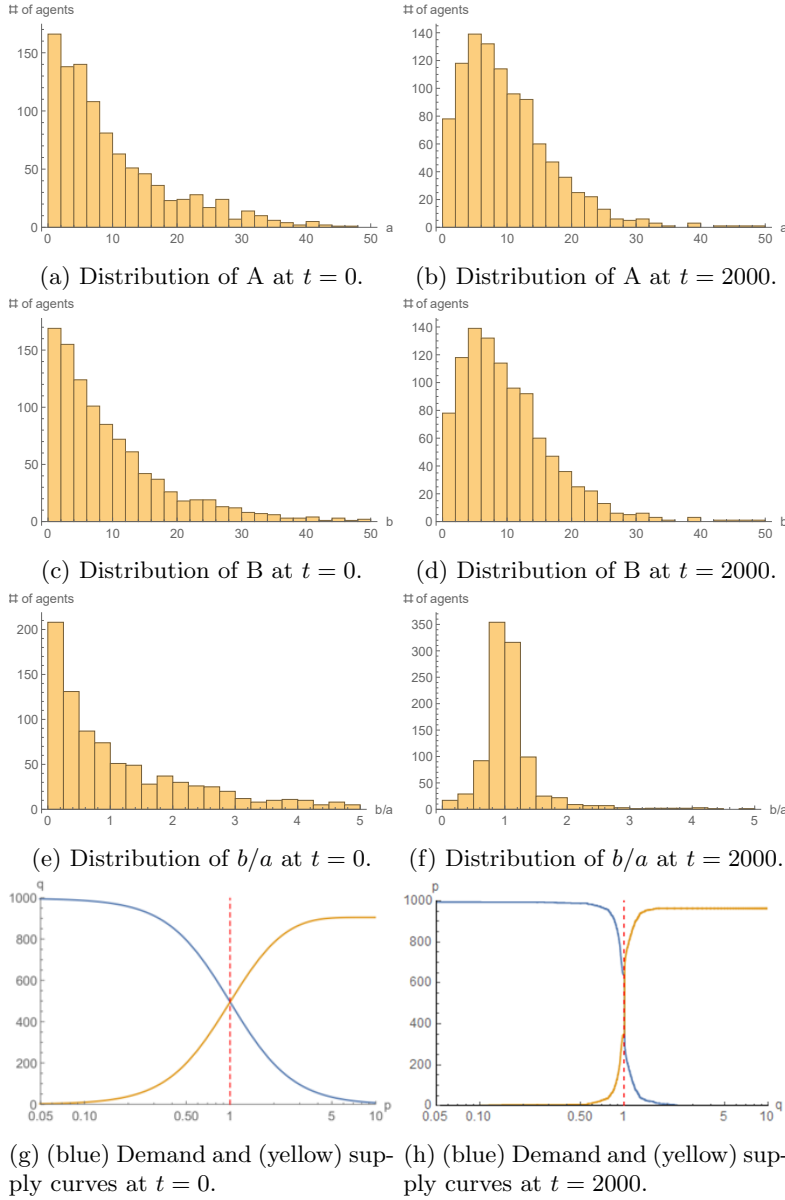 # of agents
150
100
50
0
0 10 20 30 40 50
a
(a) Distribution of A at t = 0.
# of agents
140
120
100
80
60
40
20
0
0 10 20 30 40 50
a
(b) Distribution of A at t = 2000.
# of agents
150
100
50
0
0 10 20 30 40 50
b
(c) Distribution of B at t = 0.
# of agents
140
120
100
80
60
40
20
0
0 10 20 30 40 50
b
(d) Distribution of B at t = 2000.
# of agents
200
150
100
50
0
0 1 2 3 4 5
b/a
(e) Distribution of b/a at t = 0.
# of agents
350
300
250
200
150
100
50
0
0 1 2 3 4 5
b/a
(f) Distribution of b/a at t = 2000.
q
1000
800
600
400
200
0
0.05 0.10 0.50 1 5 10
p
(g) (blue) Demand and (yellow) sup-
ply curves at t = 0.
p
1000
800
600
400
200
0
0.05 0.10 0.50 1 5 10
q
(h) (blue) Demand and (yellow) sup-
ply curves at t = 2000.